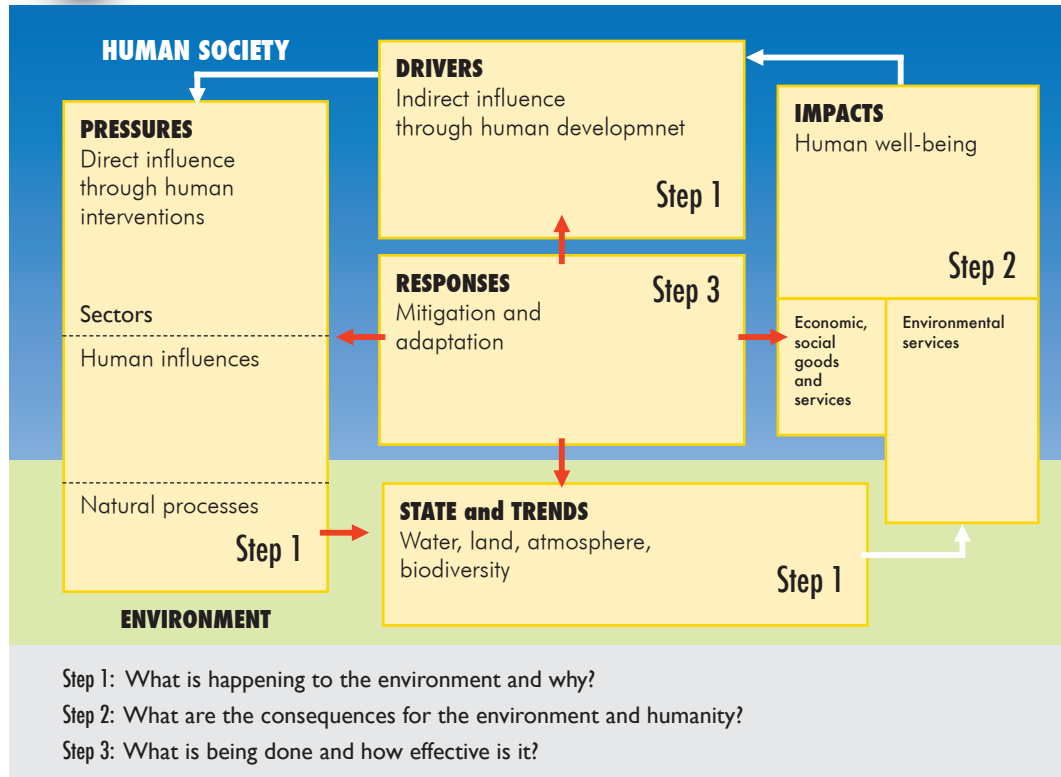 HUMAN SOCIETY
PRESSURES
Direct influence
through human
interventions
Sectors
Human influences
Natural processes
Step 1
DRIVERS
Indirect influence
through human developmnet
Step 1
RESPONSES
Step 3
Mitigation and
adaptation
IMPACTS
Human well-being
Step 2
Economic,
social
goods
and
services
Environmental
services
STATE and TRENDS
Water, land, atmosphere,
biodiversity
Step 1
ENVIRONMENT
Step 1: What is happening to the environment and why?
Step 2: What are the consequences for the environment and humanity?
Step 3: What is being done and how effective is it?